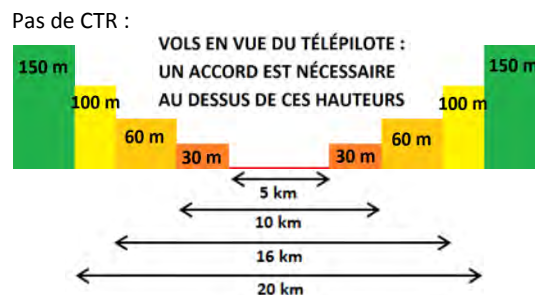 Pas de CTR :
VOLS EN VUE DU TÉLÉPILOTE :
UN ACCORD EST NÉCESSAIRE
AU DESSUS DE CES HAUTEURS
150 m
150 m
100 m
100 m
60 m
60 m
30 m
30 m
5 km
10 km
16 km
20 km